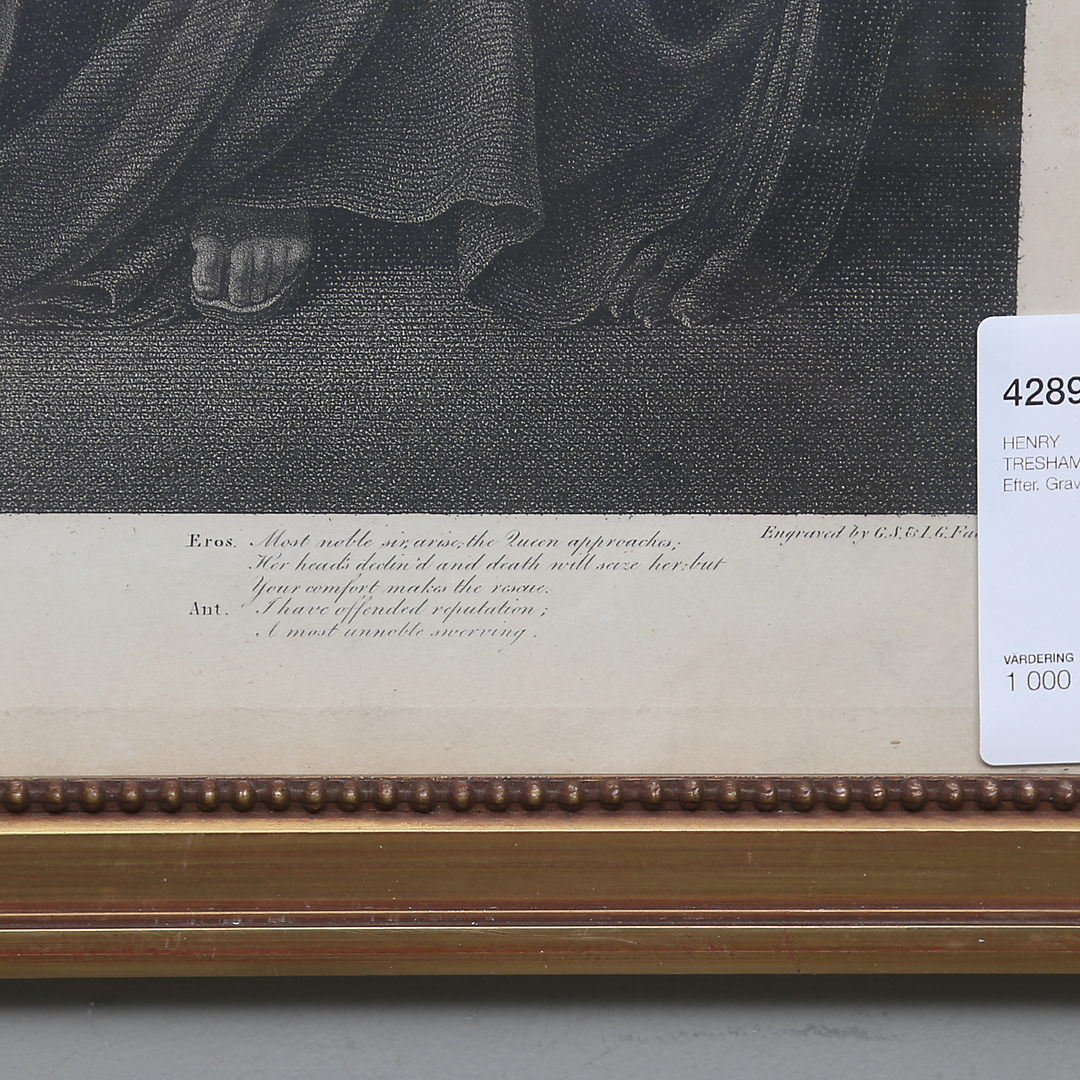 Eros. Most noble sir, arise, the Queen approaches;
Her head's declin'd and death will seize her: but
Your comfort makes the rescue.
Ant. I have offended reputation;
A most unnoble swerving.
Engraved by G.S. & I.G. Fac
4289
HENRY
TRESHAM
Efter. Grav
VÄRDERING
1 000